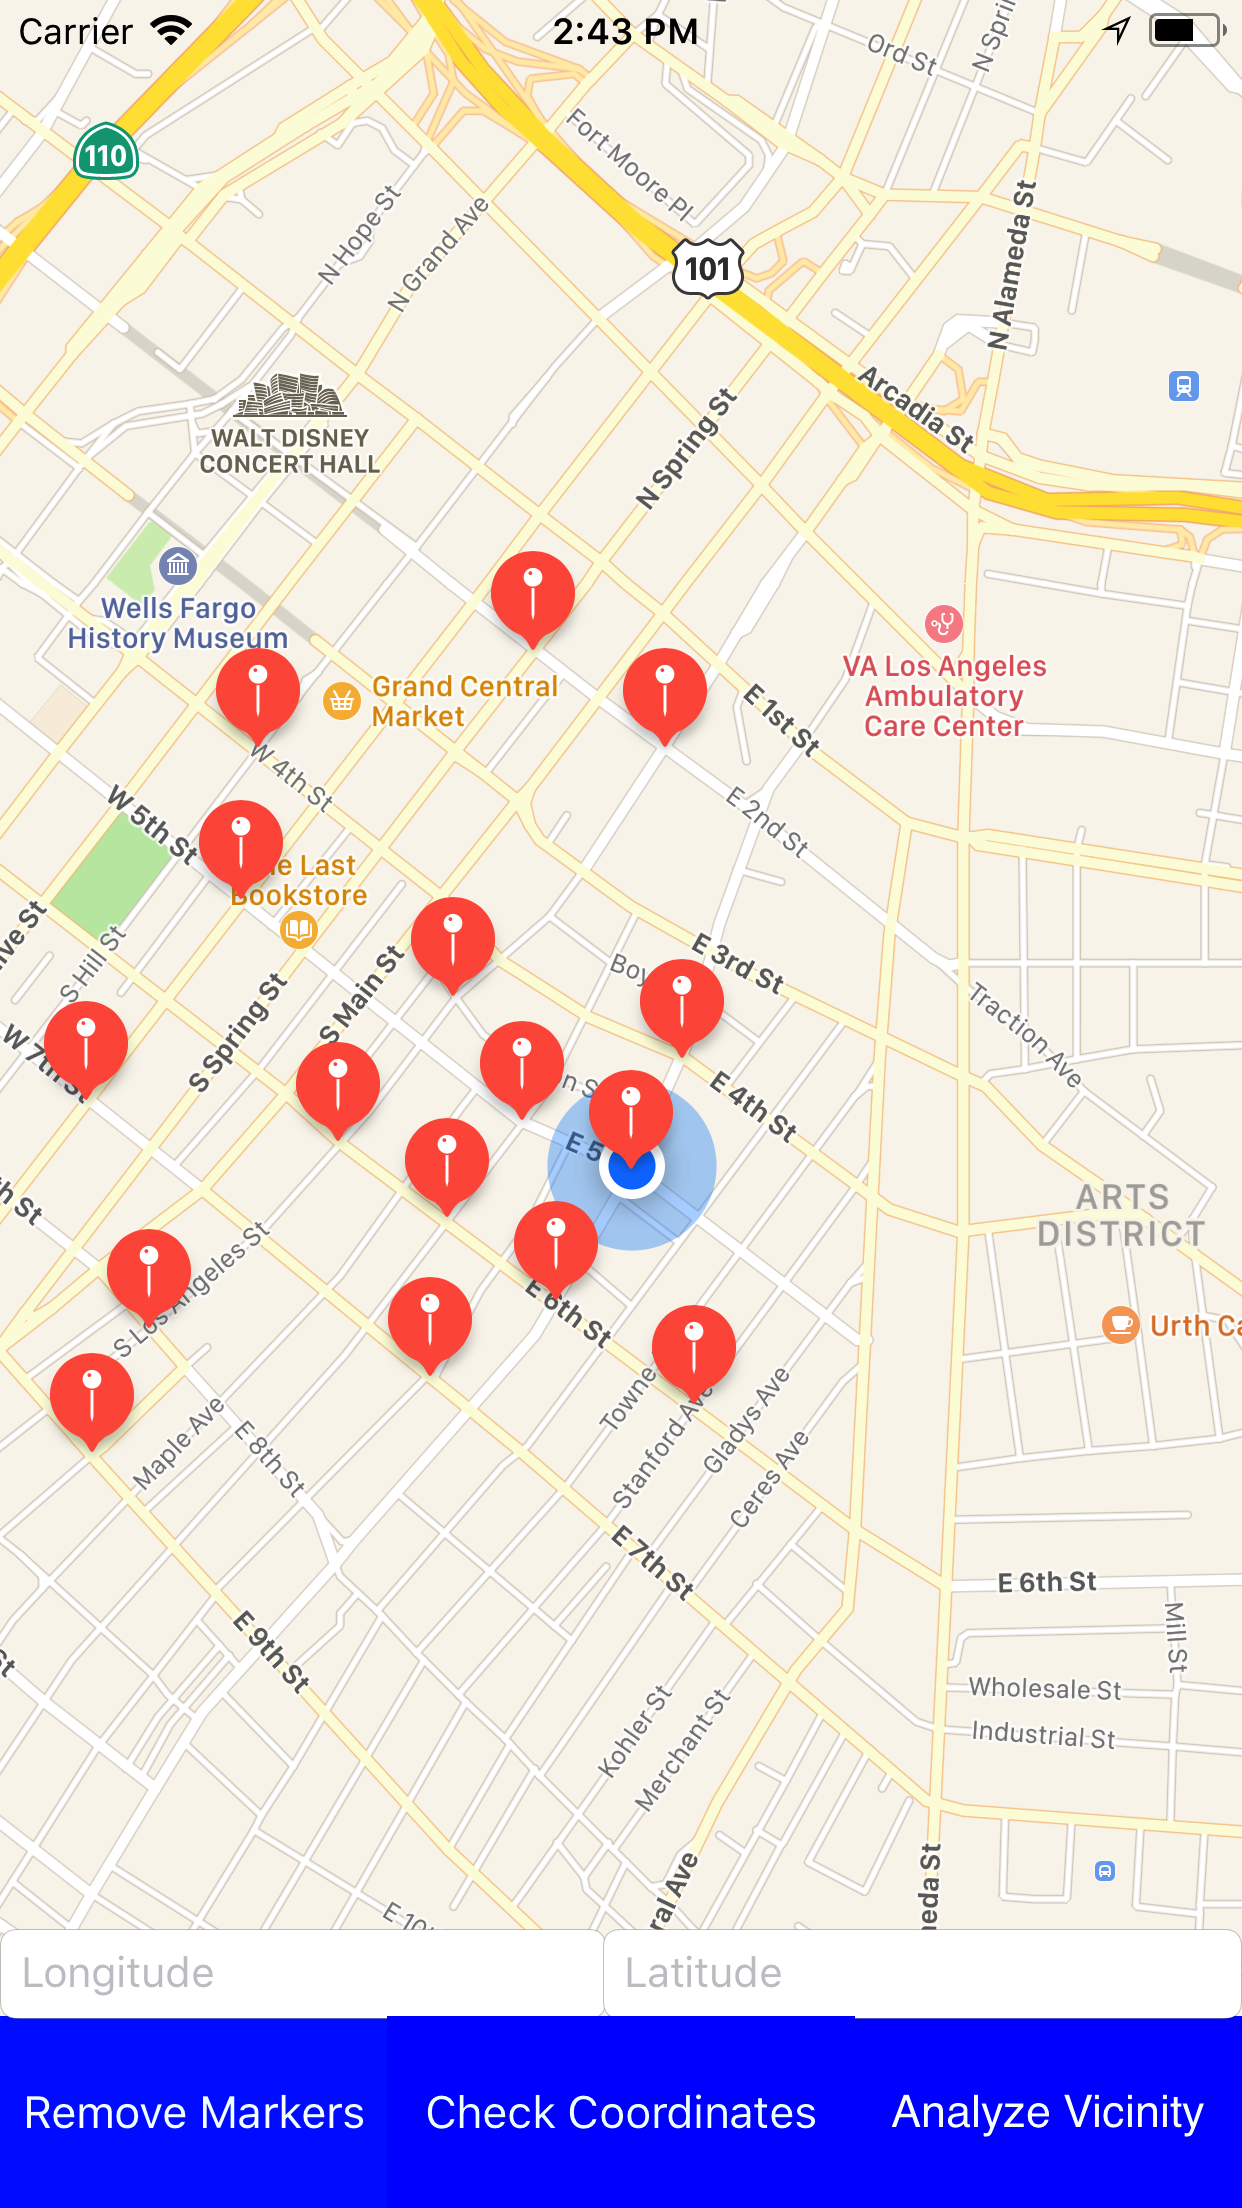 Carrier 2:43 PM
Ord St
N Spri
Fort Moore Pl
110
N Hope St
N Grand Ave
N Alameda St
101
Arcadia St
N Spring St
WALT DISNEY
CONCERT HALL
Wells Fargo
History Museum
Grand Central
Market
VA Los Angeles
Ambulatory
Care Center
E 1st St
W 4th St
E 2nd St
W 5th St
e Last
Bookstore
ive St
S Hill St
S Main St
S Spring St
Boy
E 3rd St
Traction Ave
W 7th St
n S
E 4th St
E 5
h St
ARTS
DISTRICT
S Los Angeles St
E 6th St
Urth Ca
Towne
Stanford Ave
Gladys Ave
Ceres Ave
Maple Ave
E 8th St
E 7th St
E 6th St
Mill St
E 9th St
St
Wholesale St
Industrial St
Kohler St
Merchant St
ral Ave
meda St
E 10
Longitude
Latitude
Remove Markers
Check Coordinates
Analyze Vicinity